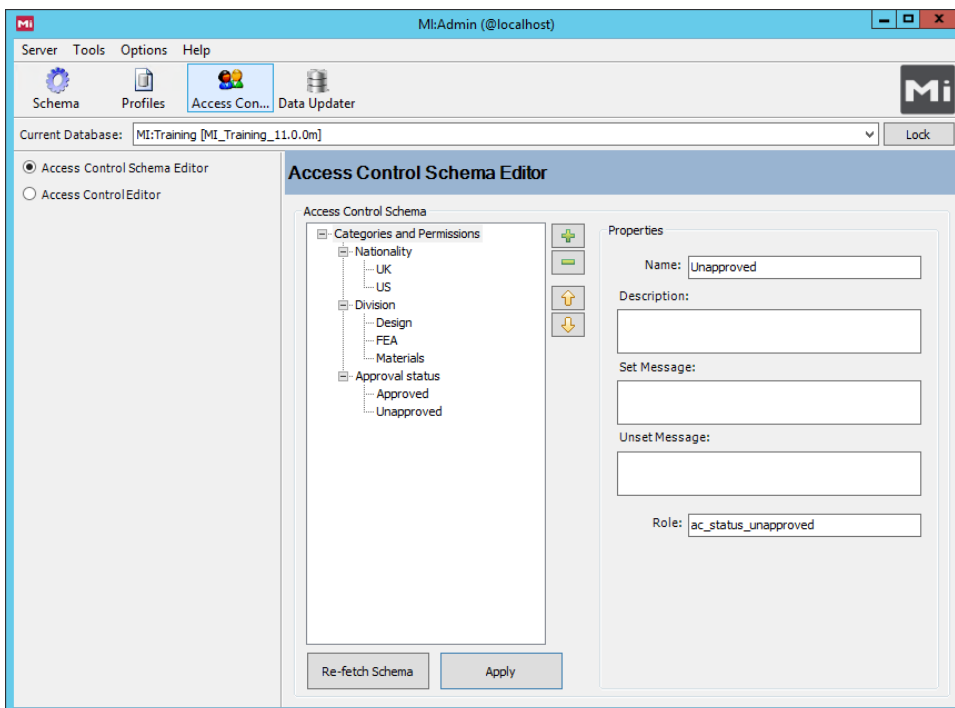 Mi
MI:Admin (@localhost)
Server Tools Options Help
Schema Profiles Access Con... Data Updater
Mi
Current Database: MI:Training [MI_Training_11.0.0m] Lock
Access Control Schema Editor
Access Control Editor
Access Control Schema Editor
Access Control Schema
Categories and Permissions
Nationality
UK
US
Division
Design
FEA
Materials
Approval status
Approved
Unapproved
Re-fetch Schema Apply
Properties
Name: Unapproved
Description:
Set Message:
Unset Message:
Role: ac_status_unapproved